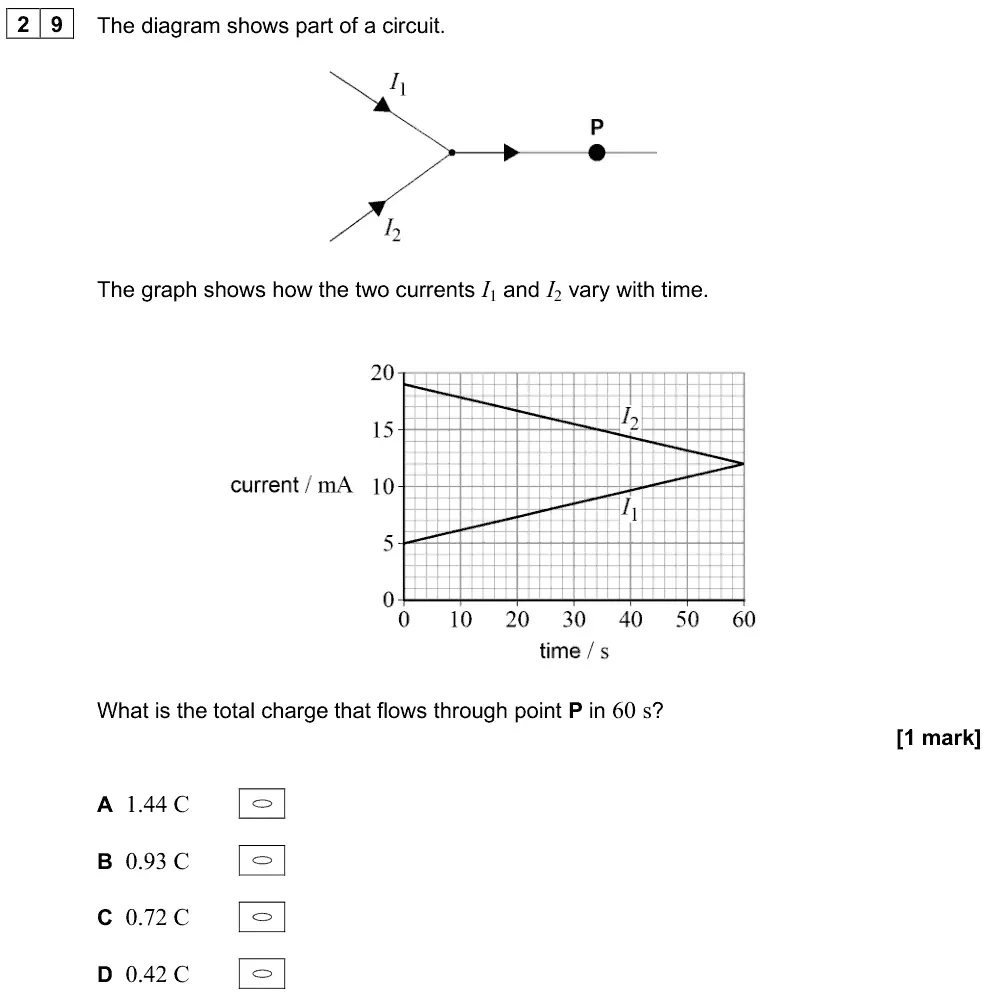 2 9 The diagram shows part of a circuit.
I₁
P
I₂
The graph shows how the two currents I₁ and I₂ vary with time.
20
15
current / mA 10
5
0
I₂
I₁
0 10 20 30 40 50 60
time / s
What is the total charge that flows through point P in 60 s?
[1 mark]
A 1.44 C
B 0.93 C
C 0.72 C
D 0.42 C